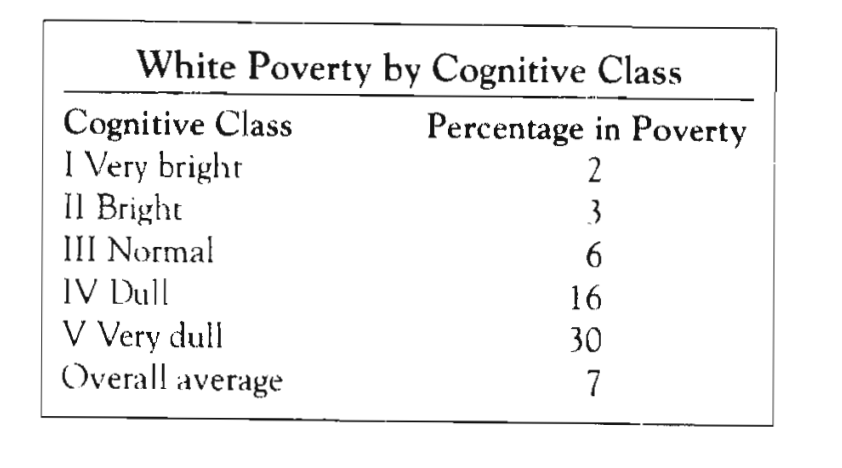 White Poverty by Cognitive Class
Cognitive Class Percentage in Poverty
I Very bright 2
II Bright 3
III Normal 6
IV Dull 16
V Very dull 30
Overall average 7